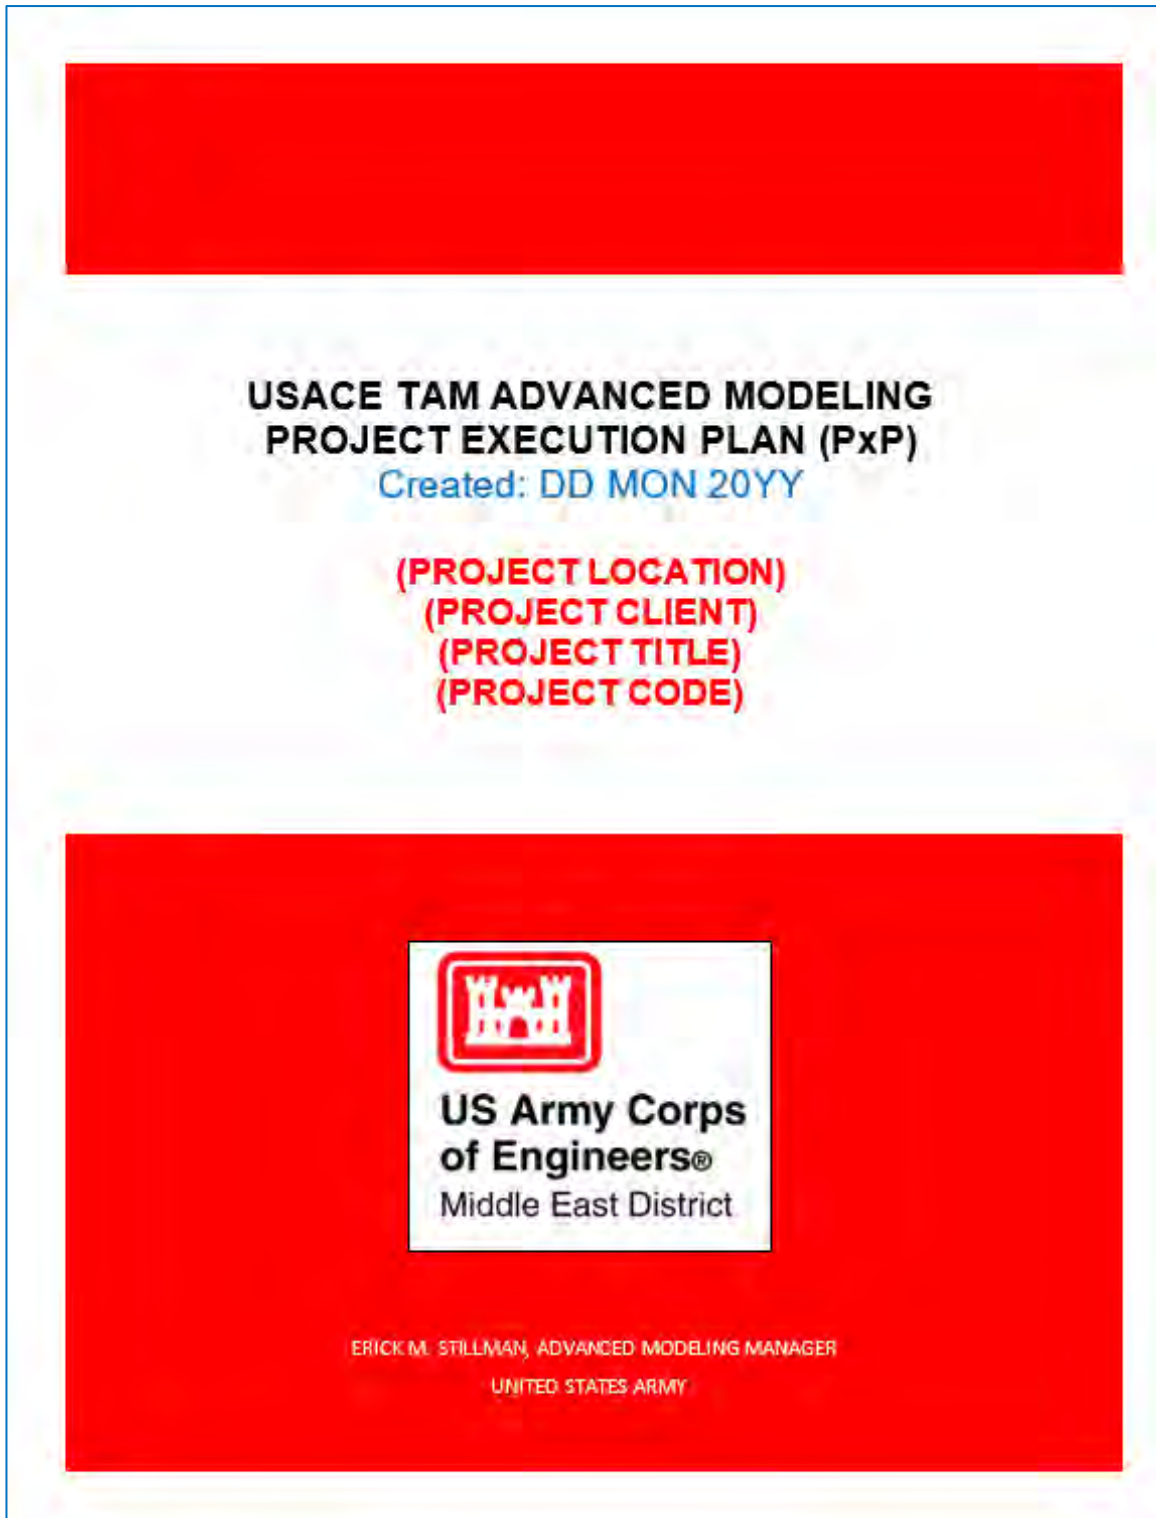 USACE TAM ADVANCED MODELING
PROJECT EXECUTION PLAN (PxP)
Created: DD MON 20YY
(PROJECT LOCATION)
(PROJECT CLIENT)
(PROJECT TITLE)
(PROJECT CODE)
US Army Corps
of Engineers®
Middle East District
ERICK M. STILLMAN, ADVANCED MODELING MANAGER
UNITED STATES ARMY